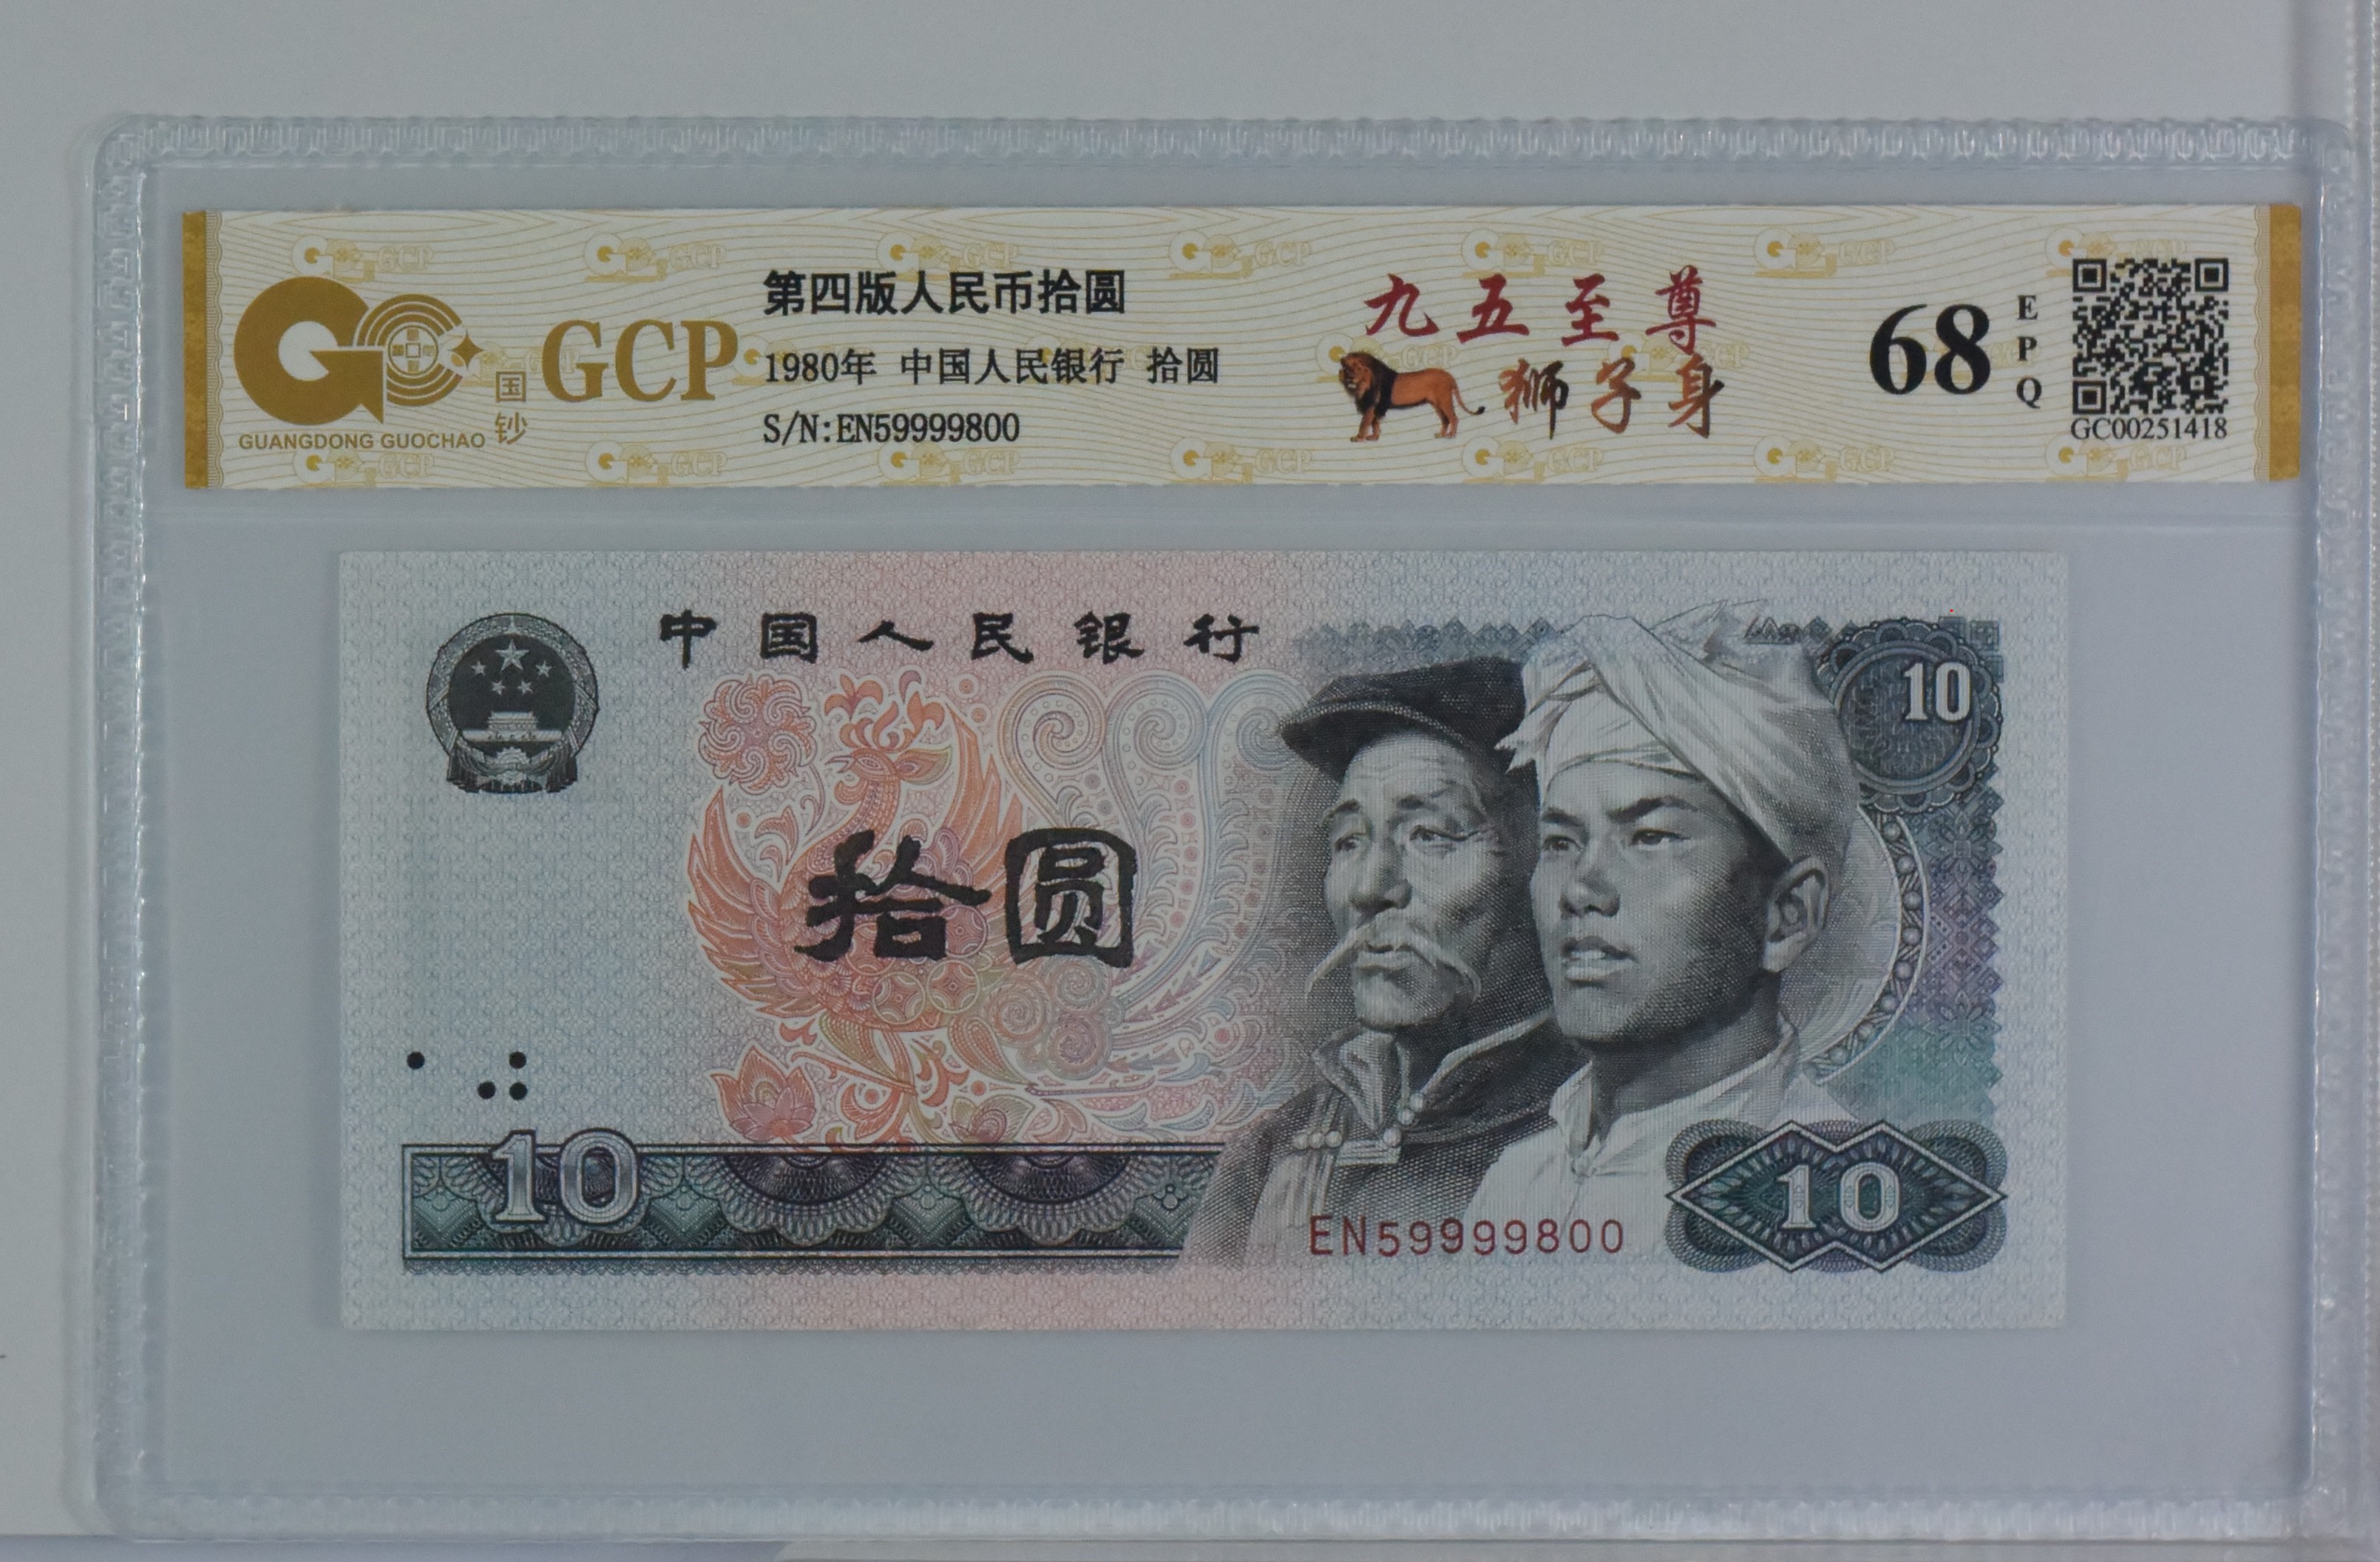 GCP
国钞
GUANGDONG GUOCHAO
第四版人民币拾圆
1980年 中国人民银行 拾圆
S/N:EN59999800
九五至尊
狮子身
68
EPQ
GC00251418
中国人民银行
10
拾圆
10
EN59999800
10